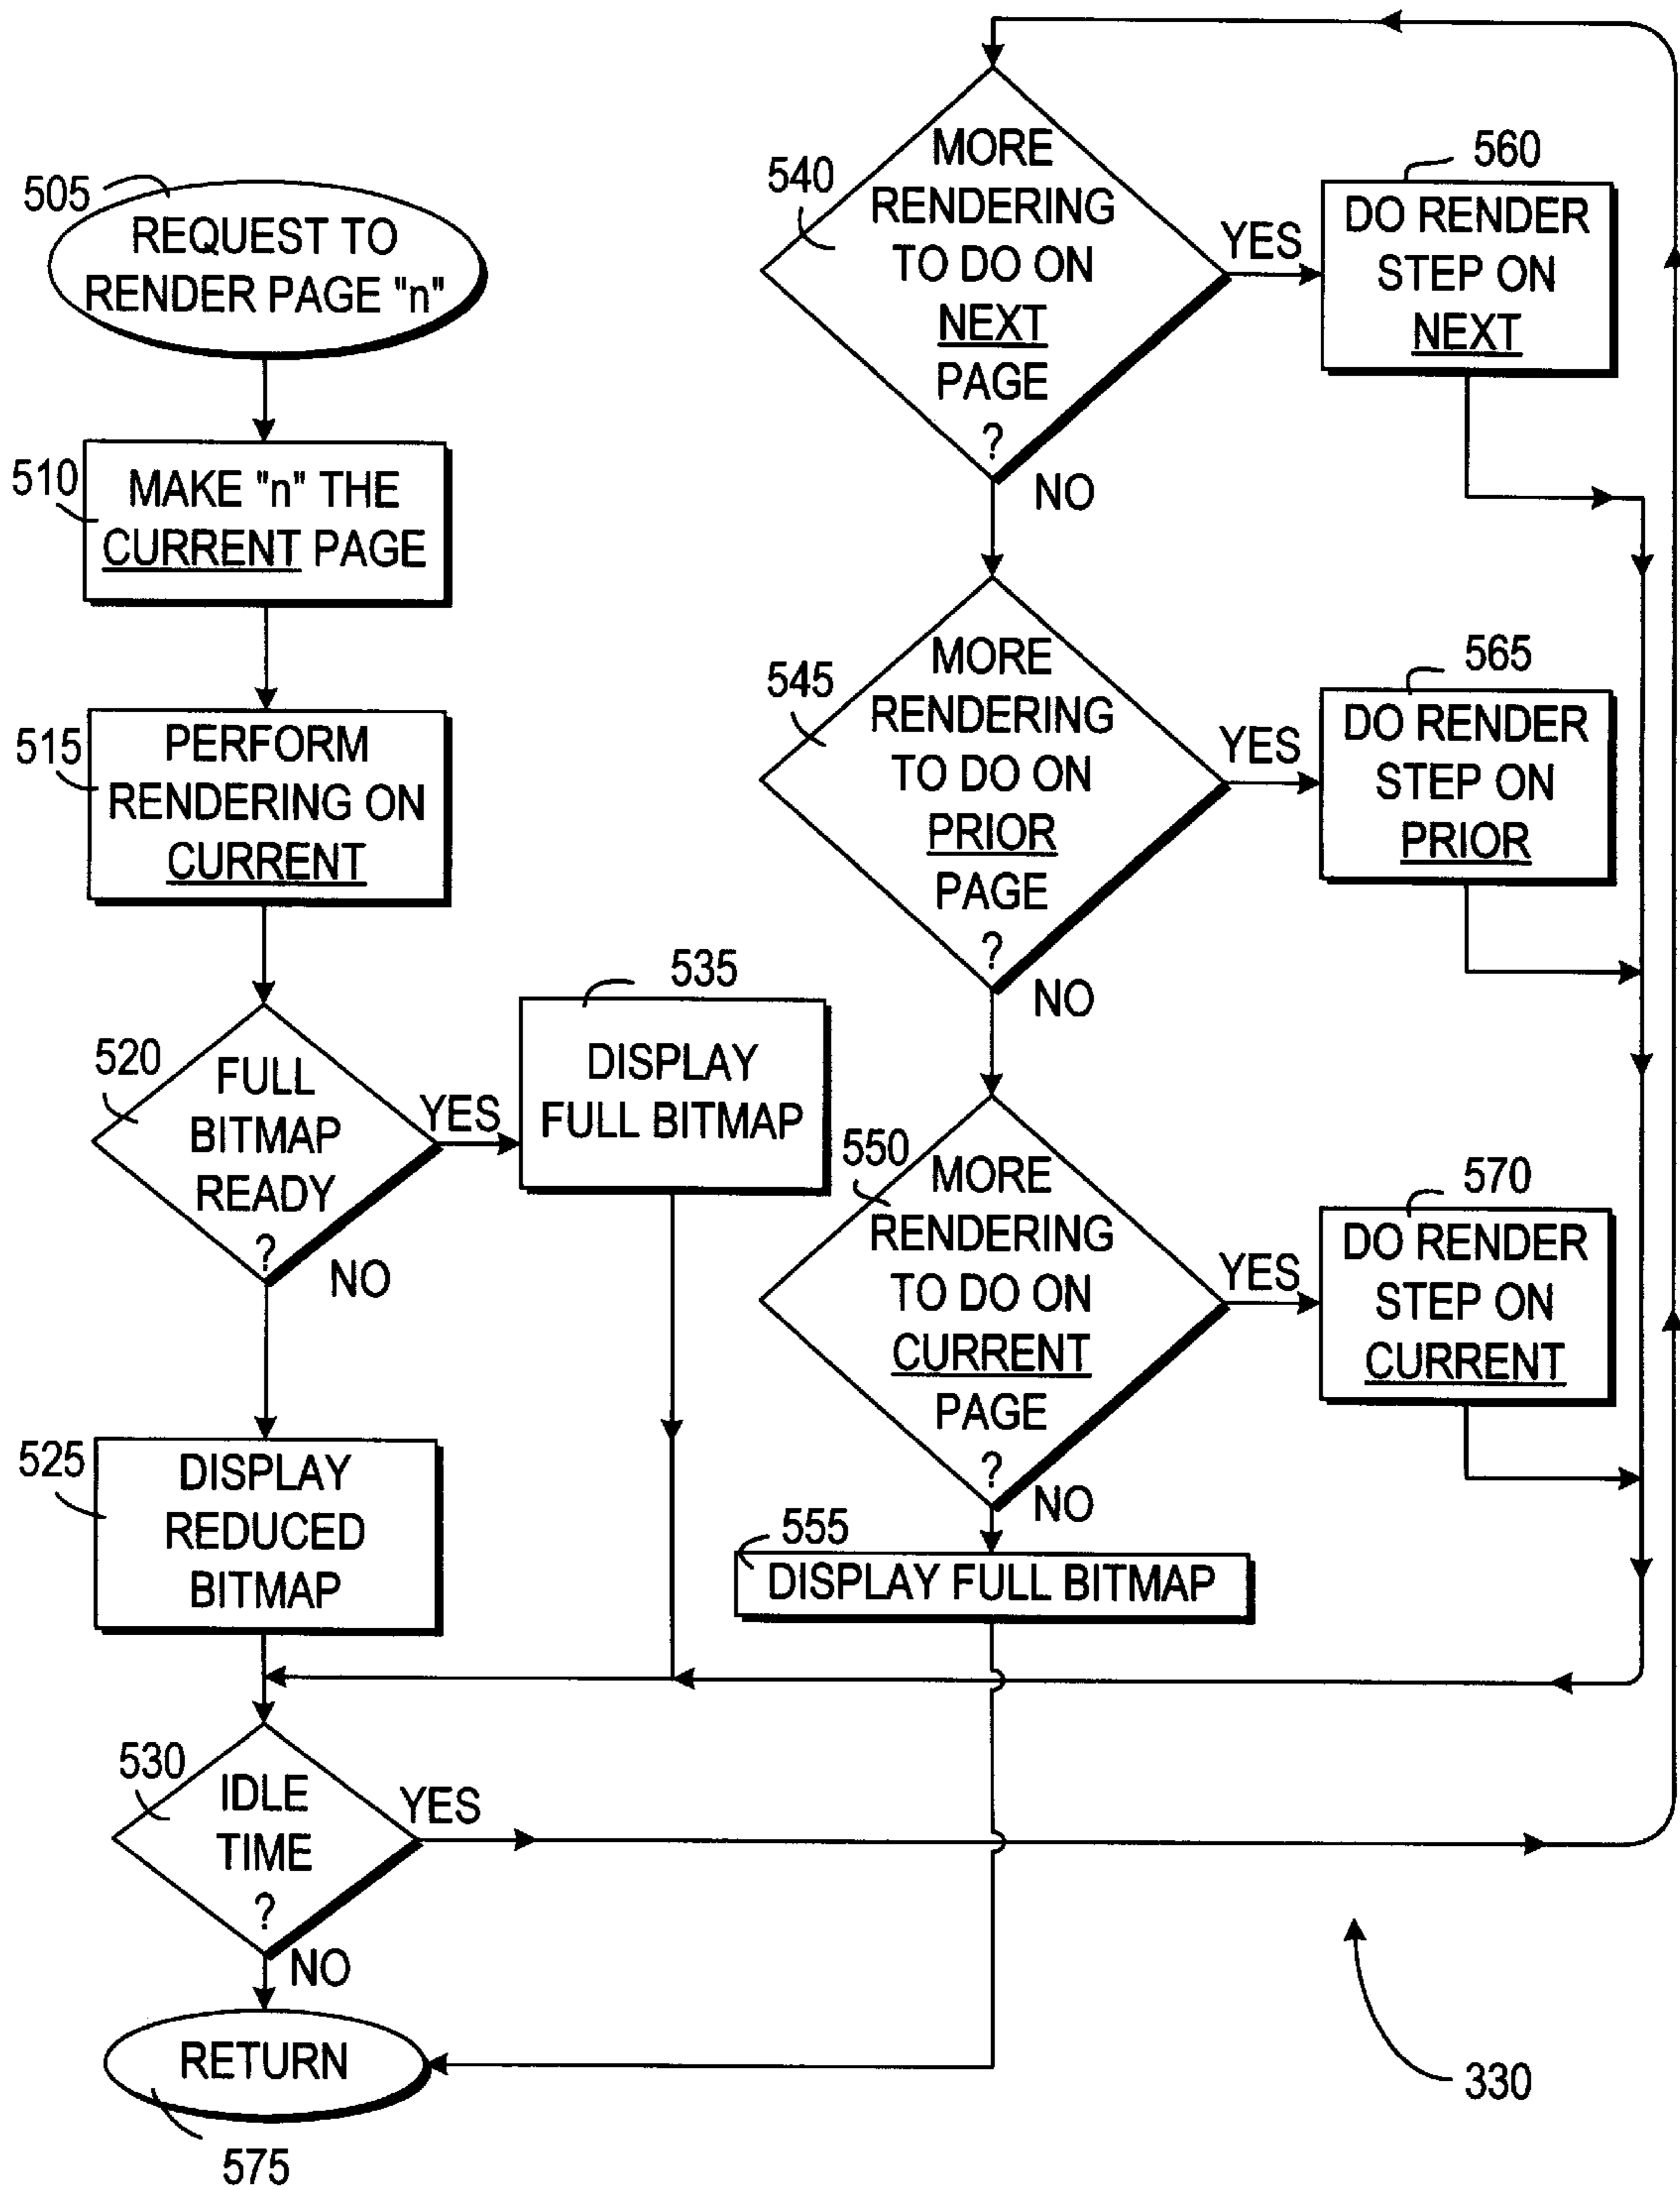 505
REQUEST TO
RENDER PAGE "n"
510
MAKE "n" THE
CURRENT PAGE
515
PERFORM
RENDERING ON
CURRENT
520
FULL
BITMAP
READY
?
YES
NO
535
DISPLAY
FULL BITMAP
525
DISPLAY
REDUCED
BITMAP
530
IDLE
TIME
?
YES
NO
RETURN
575
540
MORE
RENDERING
TO DO ON
NEXT
PAGE
?
YES
NO
560
DO RENDER
STEP ON
NEXT
545
MORE
RENDERING
TO DO ON
PRIOR
PAGE
?
YES
NO
565
DO RENDER
STEP ON
PRIOR
550
MORE
RENDERING
TO DO ON
CURRENT
PAGE
?
YES
NO
570
DO RENDER
STEP ON
CURRENT
555
DISPLAY FULL BITMAP
330